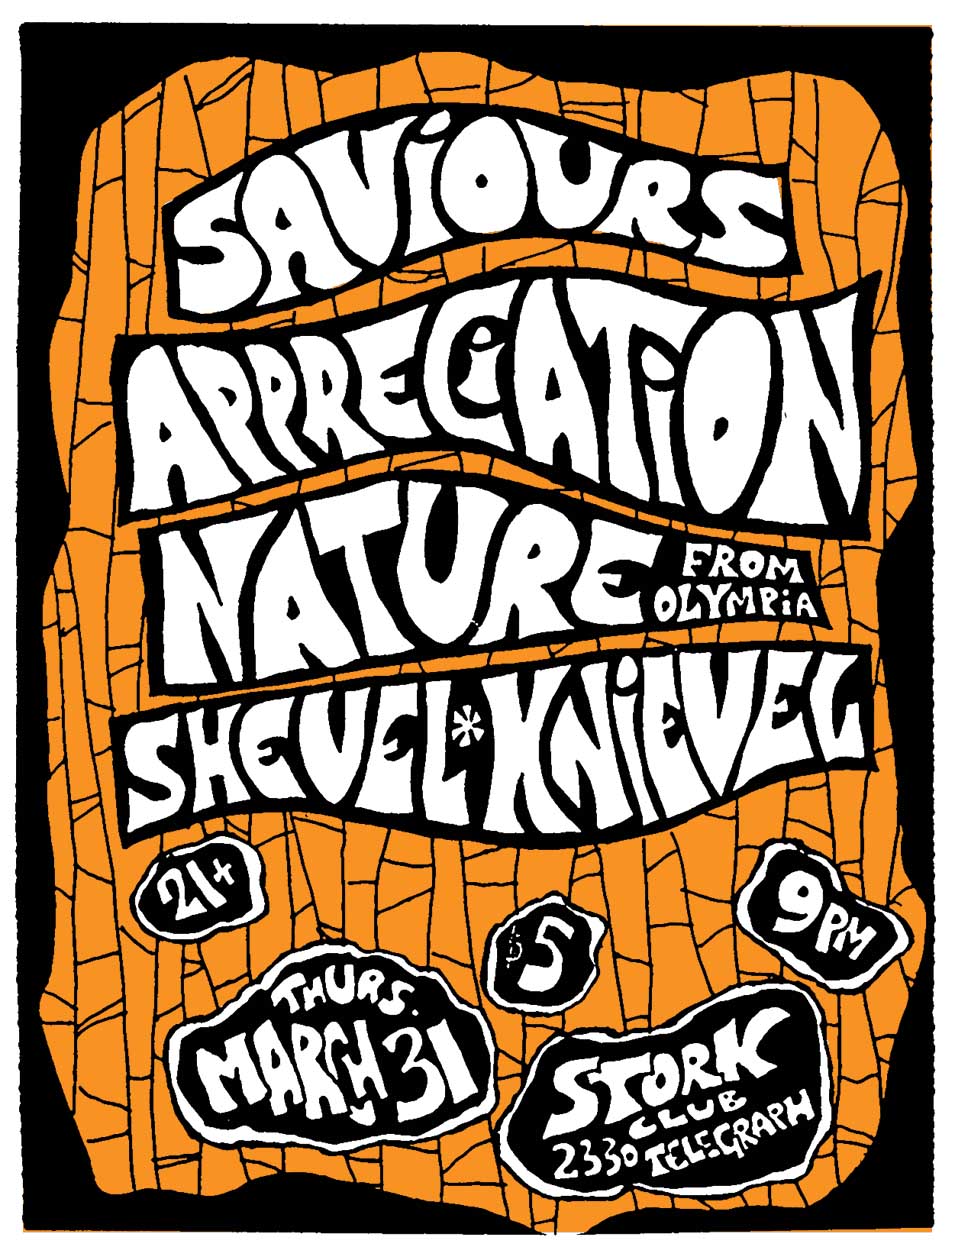 SAViOURS
APPRECiATiON
NATURE
FROM
OLYMPiA
SHEVEL*KNiEVEL
21+
$5
9PM
THURS.
MARCH 31
STORK
CLUB
2330 TELEGRAPH